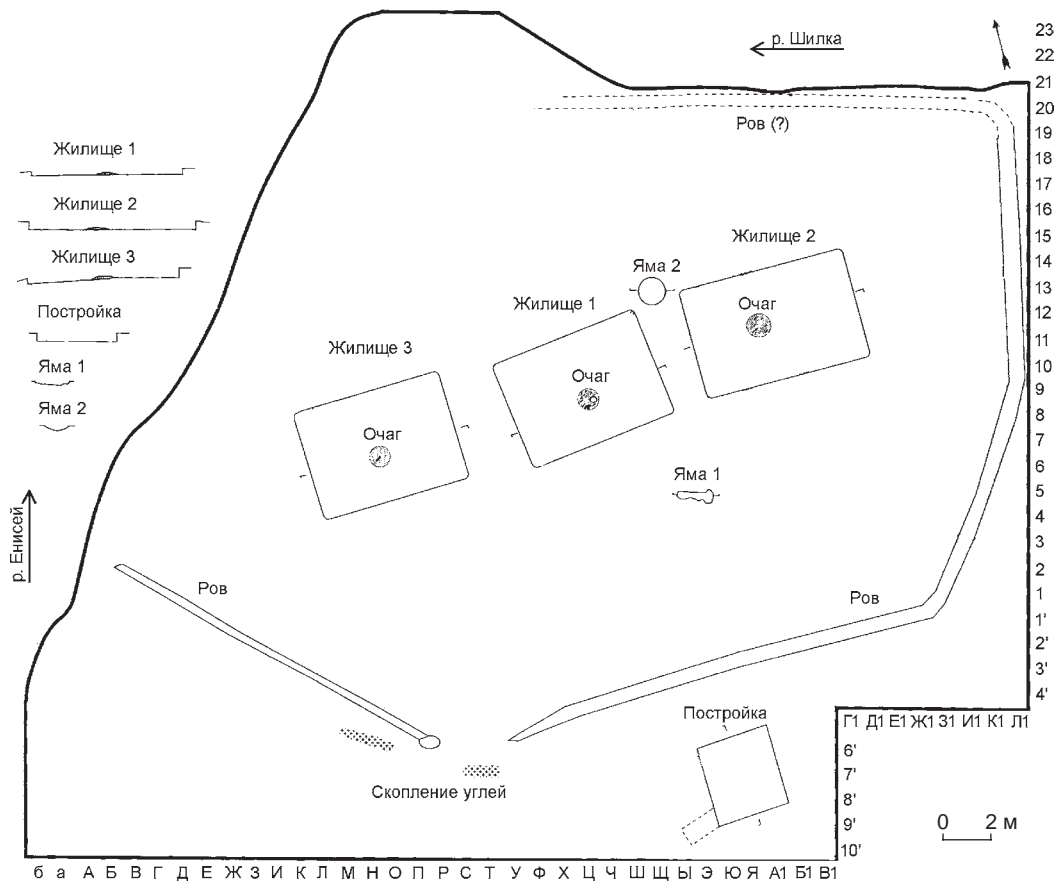 р. Шилка
Ров (?)
Жилище 1
Жилище 2
Жилище 3
Постройка
Яма 1
Яма 2
Жилище 2
Яма 2
Очаг
Жилище 1
Очаг
Жилище 3
Очаг
Яма 1
р. Енисей
Ров
Ров
Постройка
Скопление углей
0 2 м
23
22
21
20
19
18
17
16
15
14
13
12
11
10
9
8
7
6
5
4
3
2
1
1'
2'
3'
4'
Г1 Д1 Е1 Ж1 З1 И1 К1 Л1
6'
7'
8'
9'
10'
б а А Б В Г Д Е Ж З И К Л М Н О П Р С Т У Ф Х Ц Ч Ш Щ Ы Э Ю Я А1 Б1 В1